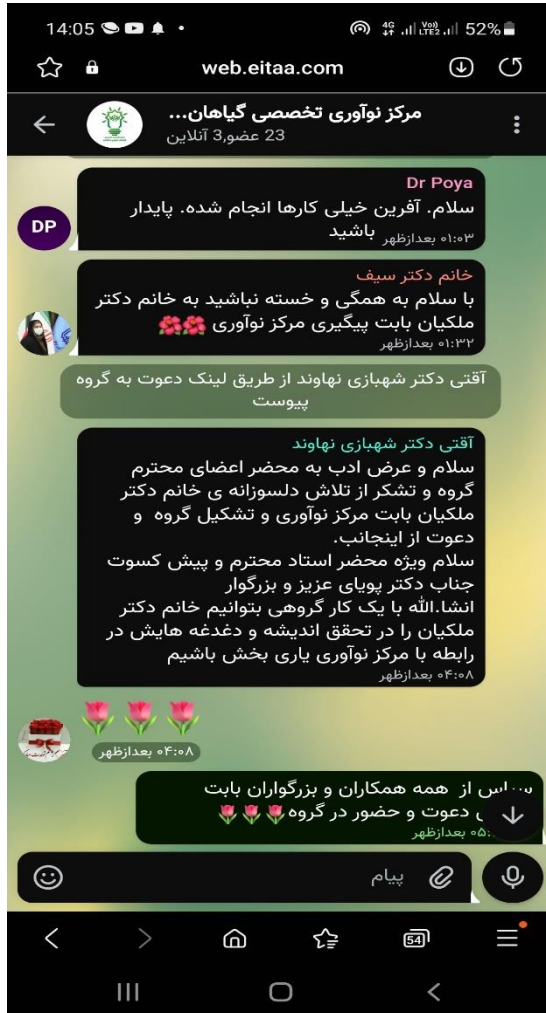 14:05
4G LTE2 52%
web.eitaa.com
مرکز نوآوری تخصصی گیاهان...
23 عضو,3 آنلاین
Dr Poya
سلام. آفرین خیلی کارها انجام شده. پایدار
باشید
۰۱:۰۳ بعدازظهر
DP
خانم دکتر سیف
با سلام به همگی و خسته نباشید به خانم دکتر
ملکیان بابت پیگیری مرکز نوآوری 🌺🌺
۰۱:۳۲ بعدازظهر
آقتی دکتر شهبازی نهاوند از طریق لینک دعوت به گروه
پیوست
آقتی دکتر شهبازی نهاوند
سلام و عرض ادب به محضر اعضای محترم
گروه و تشکر از تلاش دلسوزانه ی خانم دکتر
ملکیان بابت مرکز نوآوری و تشکیل گروه و
دعوت از اینجانب.
سلام ویژه محضر استاد محترم و پیش کسوت
جناب دکتر پویای عزیز و بزرگوار
انشا.الله با یک کار گروهی بتوانیم خانم دکتر
ملکیان را در تحقق اندیشه و دغدغه هایش در
رابطه با مرکز نوآوری یاری بخش باشیم
۰۴:۰۸ بعدازظهر
🌷🌷🌷
۰۴:۰۸ بعدازظهر
سپاس از همه همکاران و بزرگواران بابت
دعوت و حضور در گروه🌷🌷🌷
بعدازظهر
پیام
54